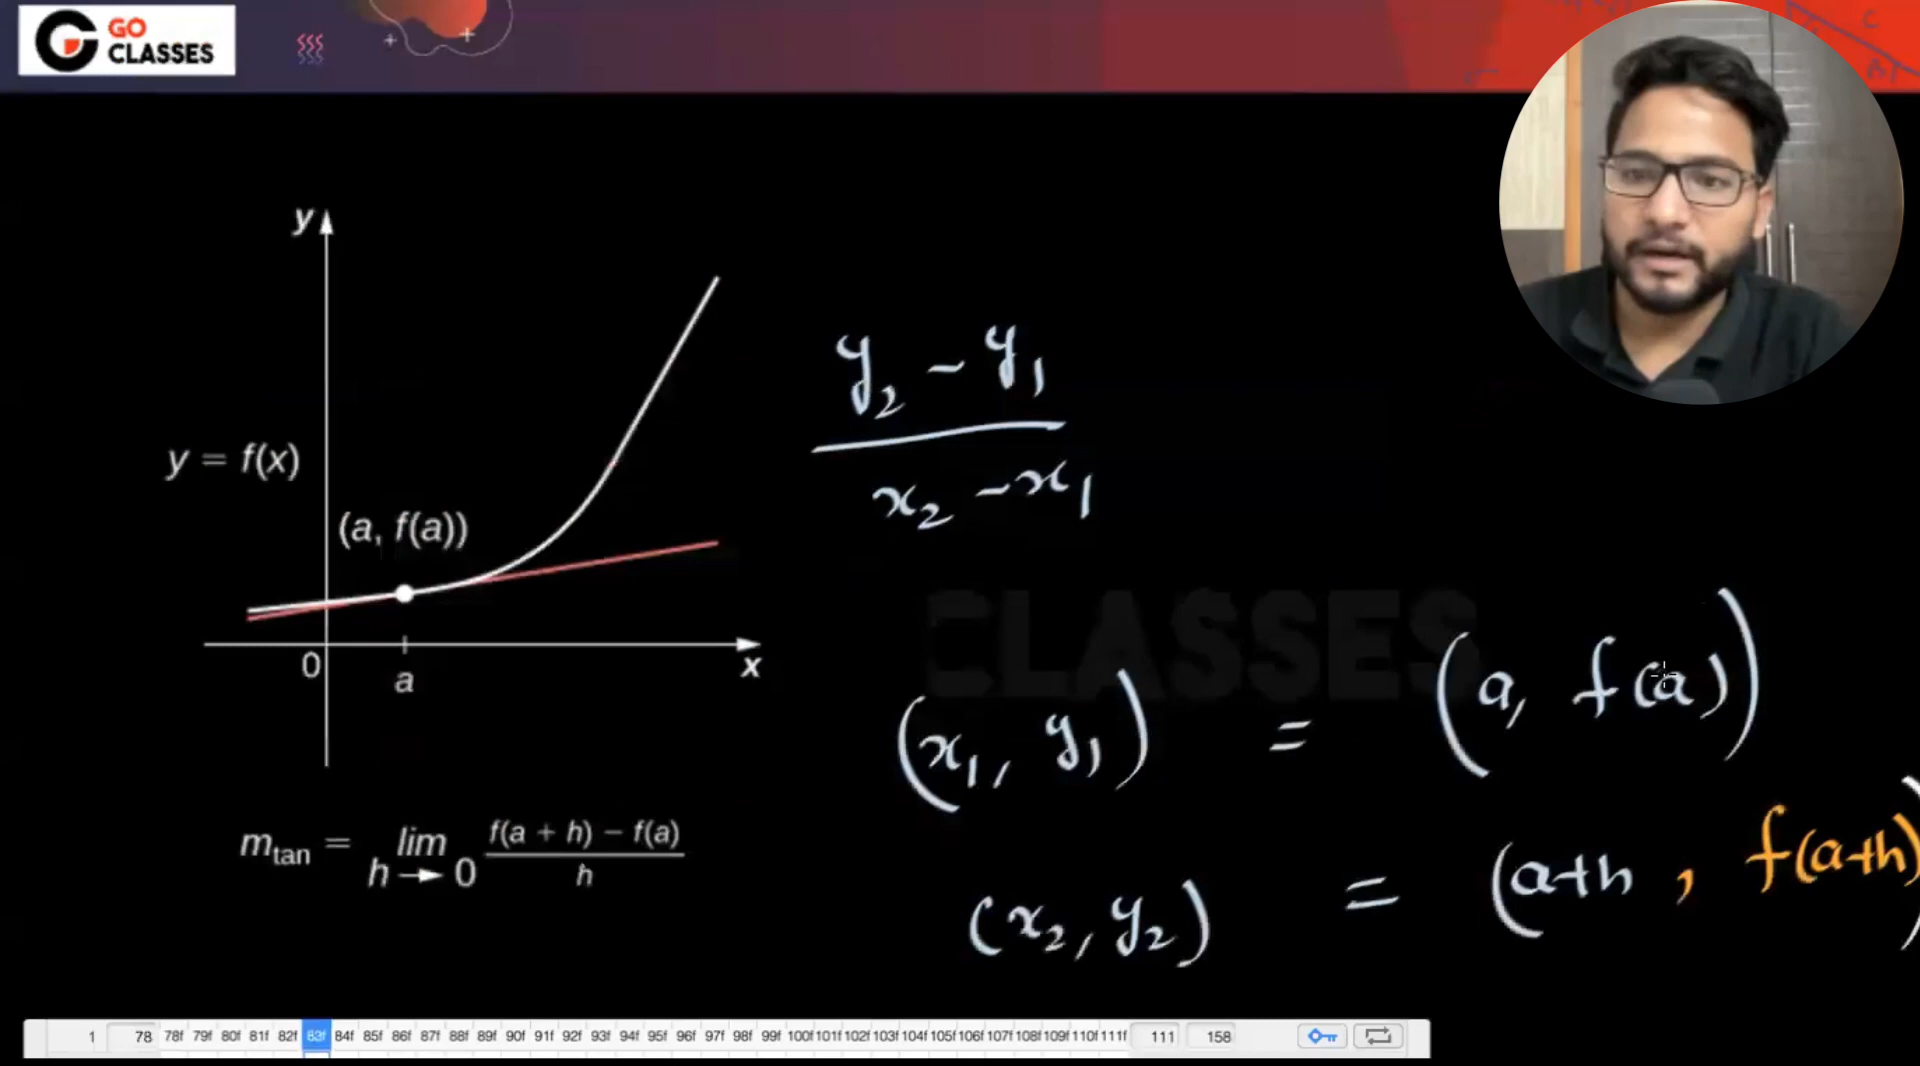 GO
CLASSES
y
y = f(x)
(a, f(a))
0
a
x
y₂ - y₁
x₂ - x₁
CLASSES
(x₁, y₁) = (a, f(a))
(x₂, y₂) = (a+h , f(a+h))
m_tan = lim h→0 f(a + h) − f(a)
h
1 78 78f 79f 80f 81f 82f 83f 84f 85f 86f 87f 88f 89f 90f 91f 92f 93f 94f 95f 96f 97f 98f 99f 100f 101f 102f 103f 104f 105f 106f 107f 108f 109f 110f 111f 111 158